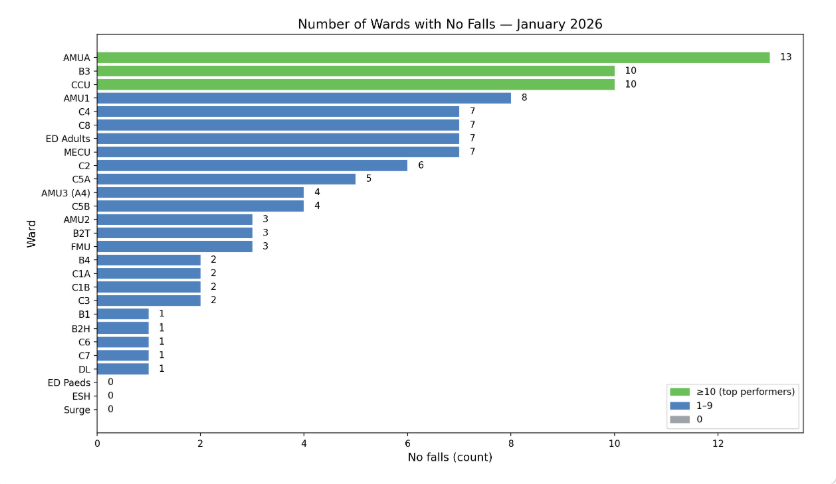 Number of Wards with No Falls — January 2026
Ward
AMUA 13
B3 10
CCU 10
AMU1 8
C4 7
C8 7
ED Adults 7
MECU 7
C2 6
C5A 5
AMU3 (A4) 4
C5B 4
AMU2 3
B2T 3
FMU 3
B4 2
C1A 2
C1B 2
C3 2
B1 1
B2H 1
C6 1
C7 1
DL 1
ED Paeds 0
ESH 0
Surge 0
≥10 (top performers)
1–9
0
0 2 4 6 8 10 12
No falls (count)